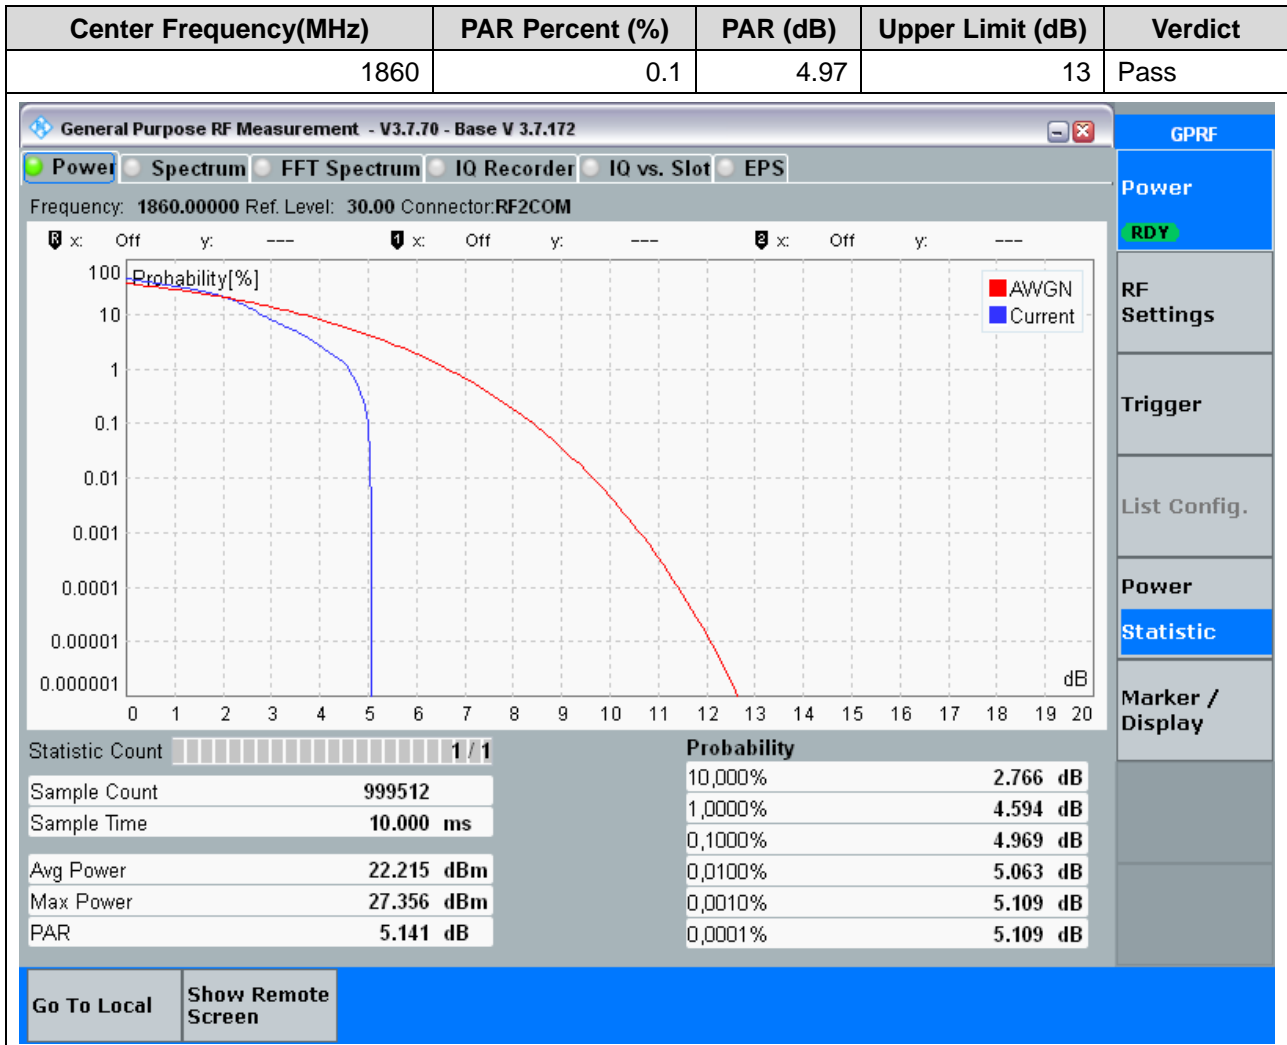 Center Frequency(MHz) PAR Percent (%) PAR (dB) Upper Limit (dB) Verdict
1860 0.1 4.97 13 Pass
General Purpose RF Measurement - V3.7.70 - Base V 3.7.172
GPRF
Power Spectrum FFT Spectrum IQ Recorder IQ vs. Slot EPS
Power
RDY
Frequency: 1860.00000 Ref. Level: 30.00 Connector:RF2COM
R x: Off y: --- 1 x: Off y: --- 2 x: Off y: ---
Probability[%]
AWGN
Current
100
10
1
0.1
0.01
0.001
0.0001
0.00001
0.000001
dB
0 1 2 3 4 5 6 7 8 9 10 11 12 13 14 15 16 17 18 19 20
RF
Settings
Trigger
List Config.
Power
Statistic
Marker /
Display
Statistic Count 1 / 1
Sample Count 999512
Sample Time 10.000 ms
Avg Power 22.215 dBm
Max Power 27.356 dBm
PAR 5.141 dB
Probability
10,000% 2.766 dB
1,0000% 4.594 dB
0,1000% 4.969 dB
0,0100% 5.063 dB
0,0010% 5.109 dB
0,0001% 5.109 dB
Go To Local
Show Remote
Screen